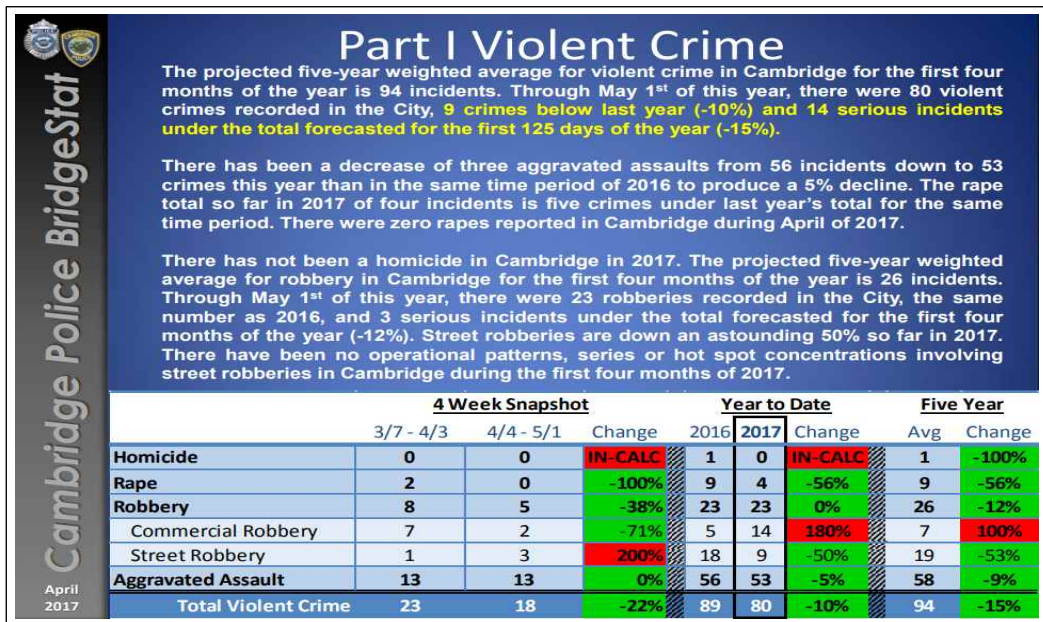 Part I Violent Crime
The projected five-year weighted average for violent crime in Cambridge for the first four
months of the year is 94 incidents. Through May 1st of this year, there were 80 violent
crimes recorded in the City, 9 crimes below last year (-10%) and 14 serious incidents
under the total forecasted for the first 125 days of the year (-15%).
There has been a decrease of three aggravated assaults from 56 incidents down to 53
crimes this year than in the same time period of 2016 to produce a 5% decline. The rape
total so far in 2017 of four incidents is five crimes under last year's total for the same
time period. There were zero rapes reported in Cambridge during April of 2017.
There has not been a homicide in Cambridge in 2017. The projected five-year weighted
average for robbery in Cambridge for the first four months of the year is 26 incidents.
Through May 1st of this year, there were 23 robberies recorded in the City, the same
number as 2016, and 3 serious incidents under the total forecasted for the first four
months of the year (-12%). Street robberies are down an astounding 50% so far in 2017.
There have been no operational patterns, series or hot spot concentrations involving
street robberies in Cambridge during the first four months of 2017.
Cambridge Police BridgeStat
April
2017
4 Week Snapshot Year to Date Five Year
3/7 - 4/3 4/4 - 5/1 Change 2016 2017 Change Avg Change
Homicide 0 0 IN-CALC 1 0 IN-CALC 1 -100%
Rape 2 0 -100% 9 4 -56% 9 -56%
Robbery 8 5 -38% 23 23 0% 26 -12%
Commercial Robbery 7 2 -71% 5 14 180% 7 100%
Street Robbery 1 3 200% 18 9 -50% 19 -53%
Aggravated Assault 13 13 0% 56 53 -5% 58 -9%
Total Violent Crime 23 18 -22% 89 80 -10% 94 -15%